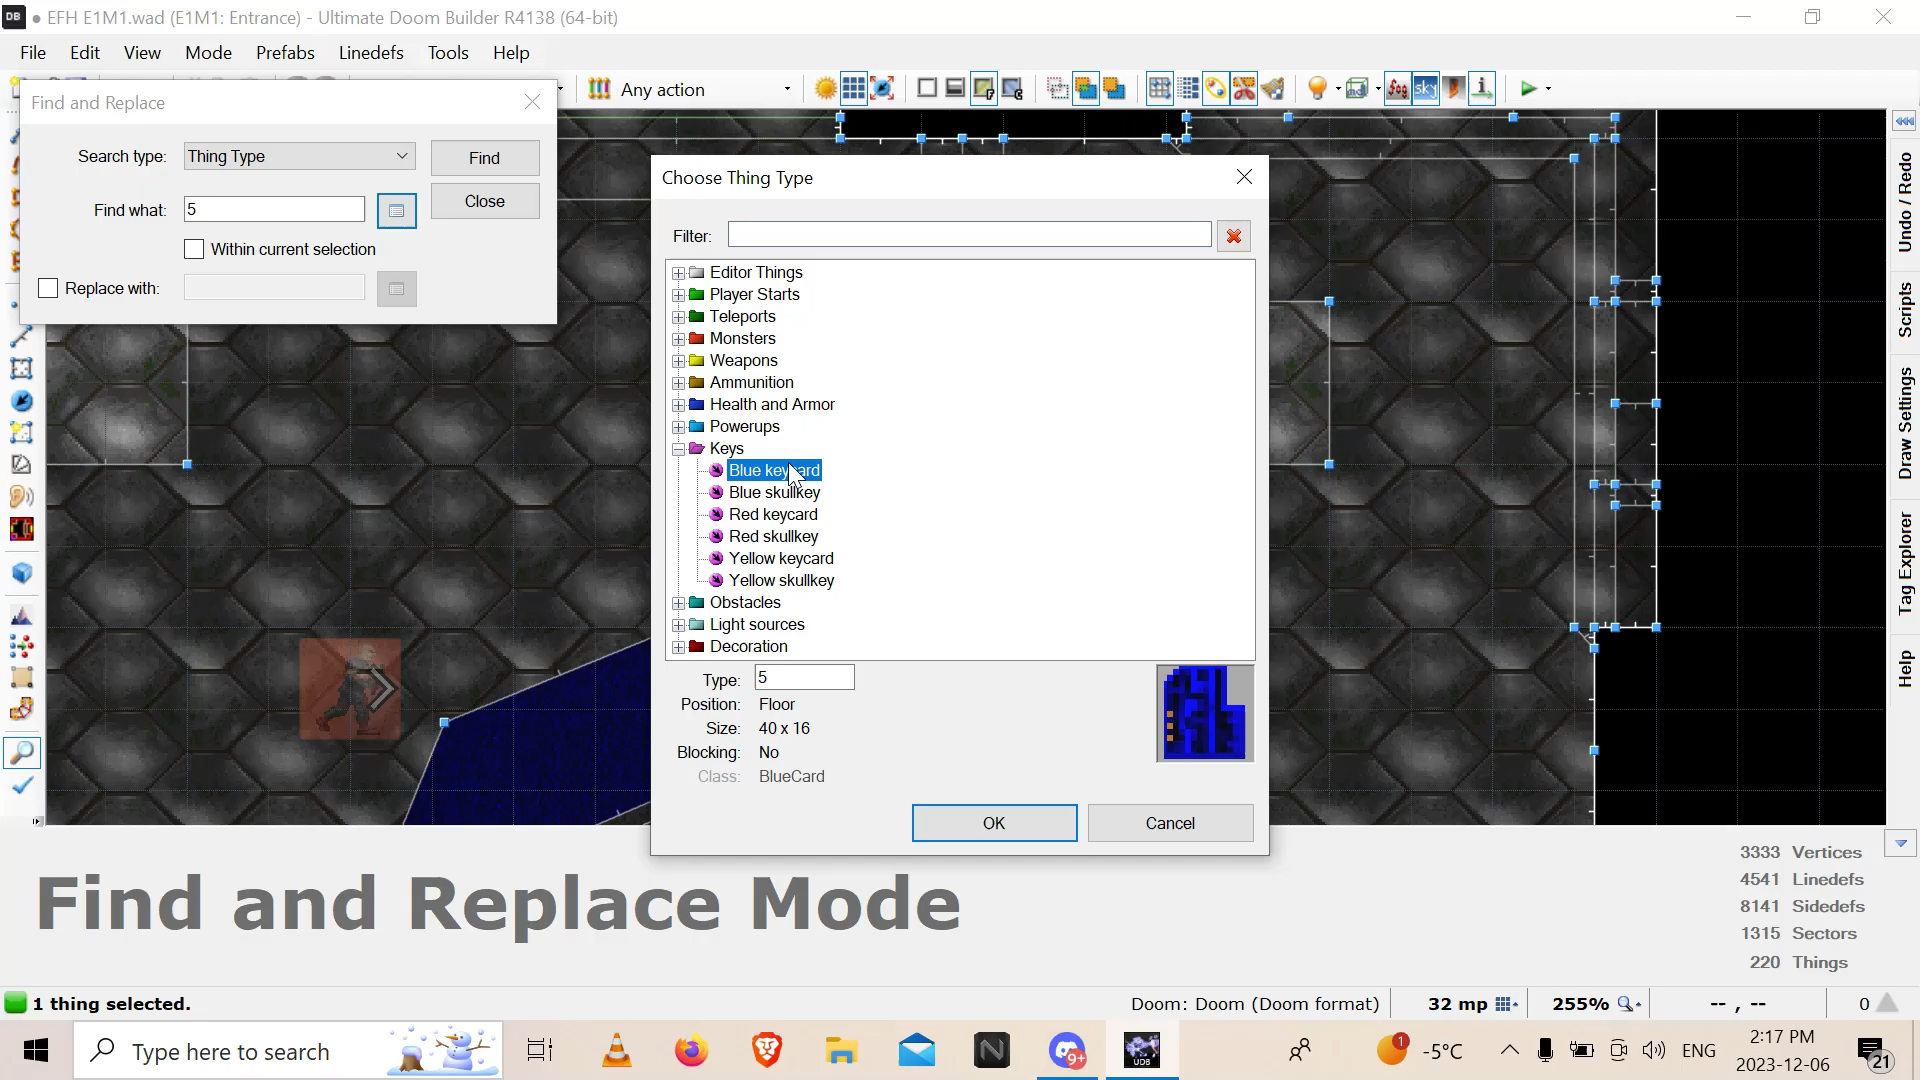 DB
EFH E1M1.wad (E1M1: Entrance) - Ultimate Doom Builder R4138 (64-bit)
File Edit View Mode Prefabs Linedefs Tools Help
Any action
fog
sky
Find and Replace
Search type: Thing Type Find
Find what: 5 Close
Within current selection
Replace with:
Choose Thing Type
Filter:
Editor Things
Player Starts
Teleports
Monsters
Weapons
Ammunition
Health and Armor
Powerups
Keys
Blue keycard
Blue skullkey
Red keycard
Red skullkey
Yellow keycard
Yellow skullkey
Obstacles
Light sources
Decoration
Type: 5
Position: Floor
Size: 40 x 16
Blocking: No
Class: BlueCard
OK Cancel
Undo / Redo
Scripts
Draw Settings
Tag Explorer
Help
Find and Replace Mode
3333 Vertices
4541 Linedefs
8141 Sidedefs
1315 Sectors
220 Things
1 thing selected.
Doom: Doom (Doom format) 32 mp 255% -- , -- 0
Type here to search
N
9+
UDB
1
-5°C
ENG
2:17 PM
2023-12-06
21